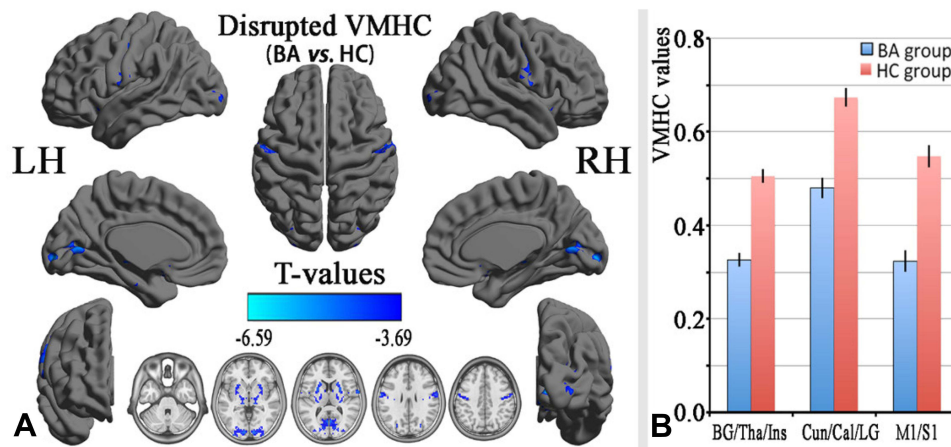 Disrupted VMHC
(BA vs. HC)
LH
RH
T-values
-6.59
-3.69
A
VMHC values
0.8
0.6
0.4
0.2
0.0
BA group
HC group
BG/Tha/Ins
Cun/Cal/LG
M1/S1
B